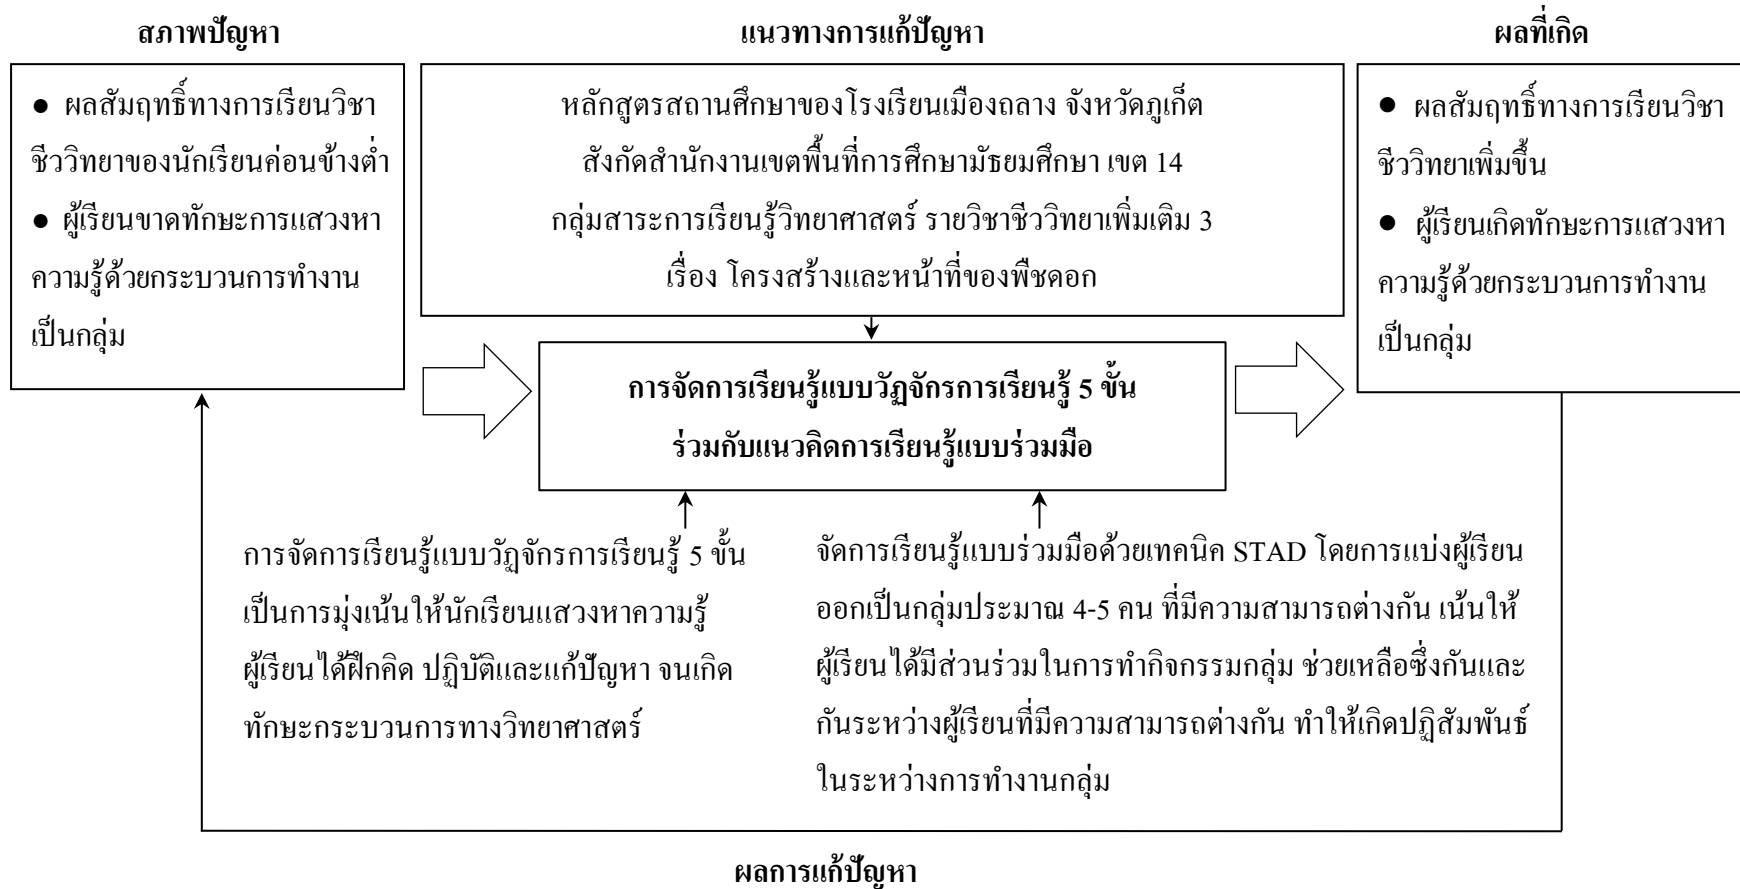 สภาพปัญหา
● ผลสัมฤทธิ์ทางการเรียนวิชา
ชีววิทยาของนักเรียนค่อนข้างต่ำ
● ผู้เรียนขาดทักษะการแสวงหา
ความรู้ด้วยกระบวนการทำงาน
เป็นกลุ่ม
แนวทางการแก้ปัญหา
หลักสูตรสถานศึกษาของโรงเรียนเมืองถลาง จังหวัดภูเก็ต
สังกัดสำนักงานเขตพื้นที่การศึกษามัธยมศึกษา เขต 14
กลุ่มสาระการเรียนรู้วิทยาศาสตร์ รายวิชาชีววิทยาเพิ่มเติม 3
เรื่อง โครงสร้างและหน้าที่ของพืชดอก
การจัดการเรียนรู้แบบวัฏจักรการเรียนรู้ 5 ขั้น
ร่วมกับแนวคิดการเรียนรู้แบบร่วมมือ
การจัดการเรียนรู้แบบวัฏจักรการเรียนรู้ 5 ขั้น
เป็นการมุ่งเน้นให้นักเรียนแสวงหาความรู้
ผู้เรียนได้ฝึกคิด ปฏิบัติและแก้ปัญหา จนเกิด
ทักษะกระบวนการทางวิทยาศาสตร์
จัดการเรียนรู้แบบร่วมมือด้วยเทคนิค STAD โดยการแบ่งผู้เรียน
ออกเป็นกลุ่มประมาณ 4-5 คน ที่มีความสามารถต่างกัน เน้นให้
ผู้เรียนได้มีส่วนร่วมในการทำกิจกรรมกลุ่ม ช่วยเหลือซึ่งกันและ
กันระหว่างผู้เรียนที่มีความสามารถต่างกัน ทำให้เกิดปฏิสัมพันธ์
ในระหว่างการทำงานกลุ่ม
ผลที่เกิด
● ผลสัมฤทธิ์ทางการเรียนวิชา
ชีววิทยาเพิ่มขึ้น
● ผู้เรียนเกิดทักษะการแสวงหา
ความรู้ด้วยกระบวนการทำงาน
เป็นกลุ่ม
ผลการแก้ปัญหา